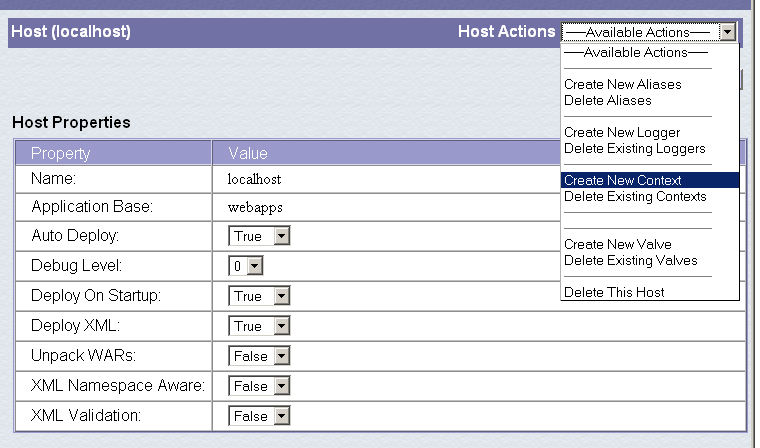 Host (localhost)
Host Actions
──Available Actions──
──Available Actions──
Create New Aliases
Delete Aliases
Create New Logger
Delete Existing Loggers
Create New Context
Delete Existing Contexts
Create New Valve
Delete Existing Valves
Delete This Host
Host Properties
Property Value
Name: localhost
Application Base: webapps
Auto Deploy: True
Debug Level: 0
Deploy On Startup: True
Deploy XML: True
Unpack WARs: False
XML Namespace Aware: False
XML Validation: False